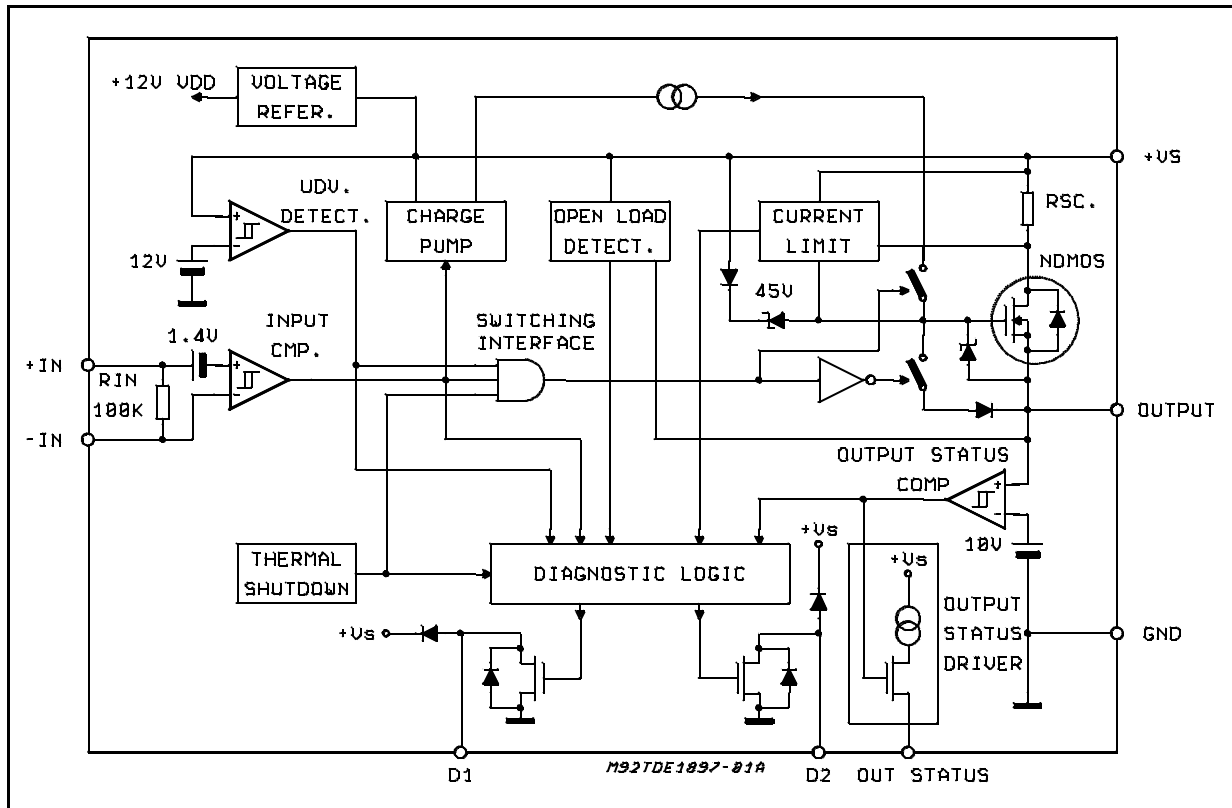 +12V VDD
VOLTAGE
REFER.
+VS
UDV.
DETECT.
CHARGE
PUMP
OPEN LOAD
DETECT.
CURRENT
LIMIT
RSC.
+
-
12V
NDMOS
45V
1.4V
INPUT
CMP.
SWITCHING
INTERFACE
+IN
+
-
RIN
100K
-IN
OUTPUT
OUTPUT STATUS
COMP
+
-
10V
THERMAL
SHUTDOWN
DIAGNOSTIC LOGIC
+Vs
+Vs
OUTPUT
STATUS
DRIVER
+Vs
GND
D1
M92TDE1897-01A
D2
OUT STATUS